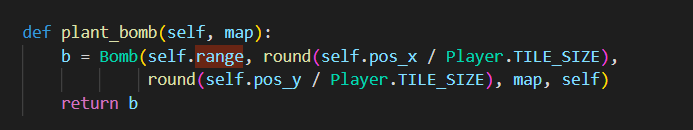 def plant_bomb(self, map):
    b = Bomb(self.range, round(self.pos_x / Player.TILE_SIZE),
             round(self.pos_y / Player.TILE_SIZE), map, self)
    return b